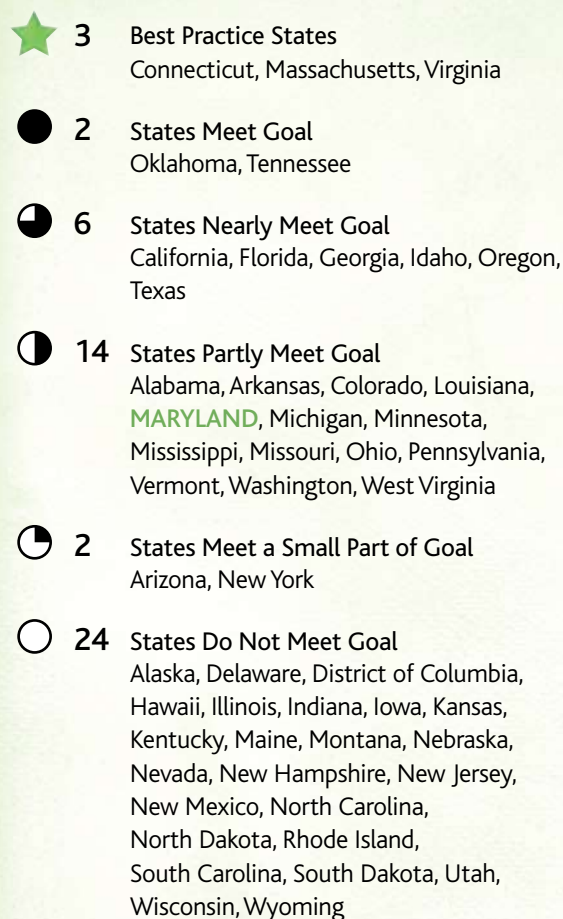 3 Best Practice States
Connecticut, Massachusetts, Virginia
2 States Meet Goal
Oklahoma, Tennessee
6 States Nearly Meet Goal
California, Florida, Georgia, Idaho, Oregon,
Texas
14 States Partly Meet Goal
Alabama, Arkansas, Colorado, Louisiana,
MARYLAND, Michigan, Minnesota,
Mississippi, Missouri, Ohio, Pennsylvania,
Vermont, Washington, West Virginia
2 States Meet a Small Part of Goal
Arizona, New York
24 States Do Not Meet Goal
Alaska, Delaware, District of Columbia,
Hawaii, Illinois, Indiana, Iowa, Kansas,
Kentucky, Maine, Montana, Nebraska,
Nevada, New Hampshire, New Jersey,
New Mexico, North Carolina,
North Dakota, Rhode Island,
South Carolina, South Dakota, Utah,
Wisconsin, Wyoming